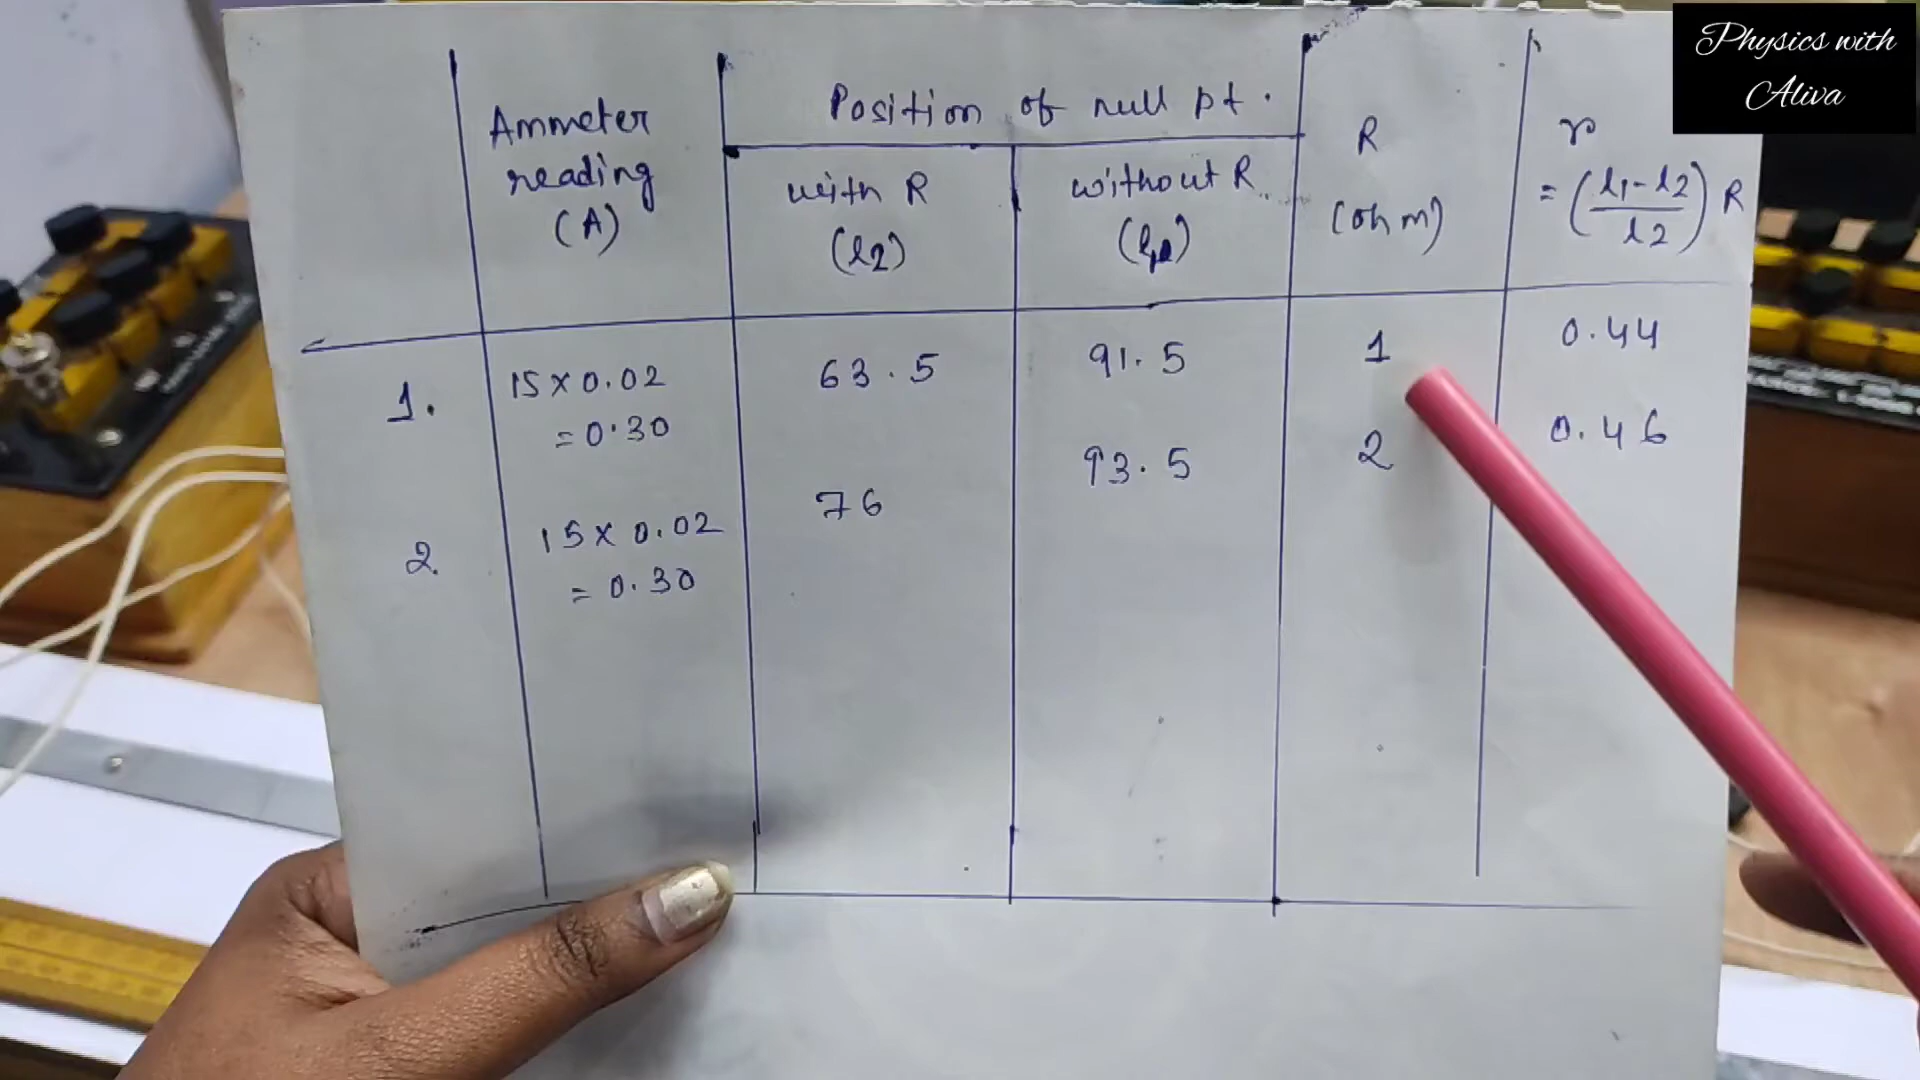 Physics with
Aliva
Ammeter
reading
(A)
Position of null pt.
with R
(l2)
without R
(l1)
R
(ohm)
r
= (l1-l2/l2) R
1.
15 x 0.02
= 0.30
63.5
91.5
1
0.44
2.
15 x 0.02
= 0.30
76
93.5
2
0.46